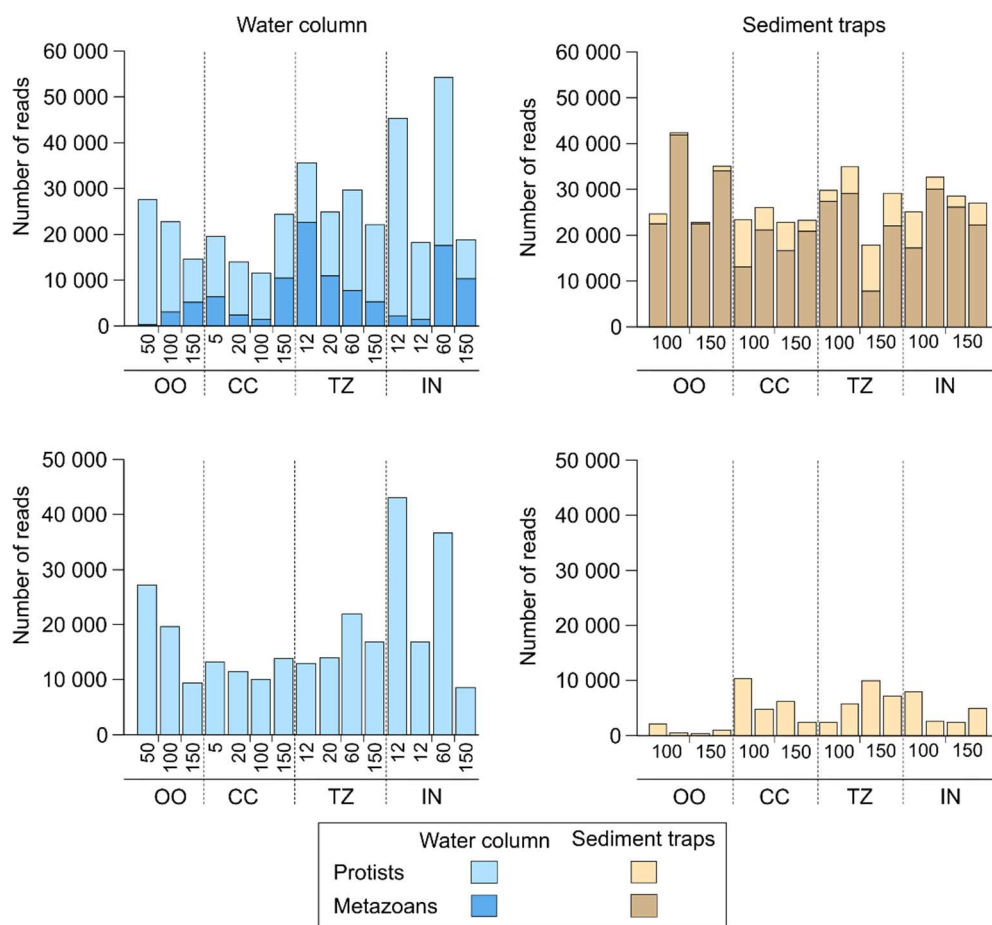 Water column
Sediment traps
Number of reads
60 000
50 000
40 000
30 000
20 000
10 000
0
50 100 150 5 20 100 150 12 20 60 150 12 12 60 150
OO CC TZ IN
Number of reads
60 000
50 000
40 000
30 000
20 000
10 000
0
100 150 100 150 100 150 100 150
OO CC TZ IN
Number of reads
50 000
40 000
30 000
20 000
10 000
0
50 100 150 5 20 100 150 12 20 60 150 12 12 60 150
OO CC TZ IN
Number of reads
50 000
40 000
30 000
20 000
10 000
0
100 150 100 150 100 150 100 150
OO CC TZ IN
Water column Sediment traps
Protists
Metazoans